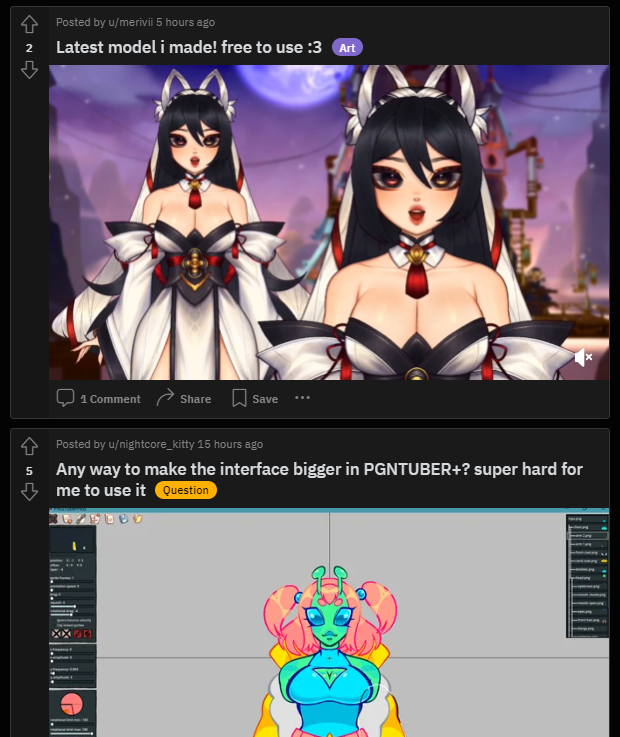 Posted by u/merivii 5 hours ago
2
Latest model i made! free to use :3 Art
1 Comment Share Save
Posted by u/nightcore_kitty 15 hours ago
5
Any way to make the interface bigger in PGNTUBER+? super hard for
me to use it Question